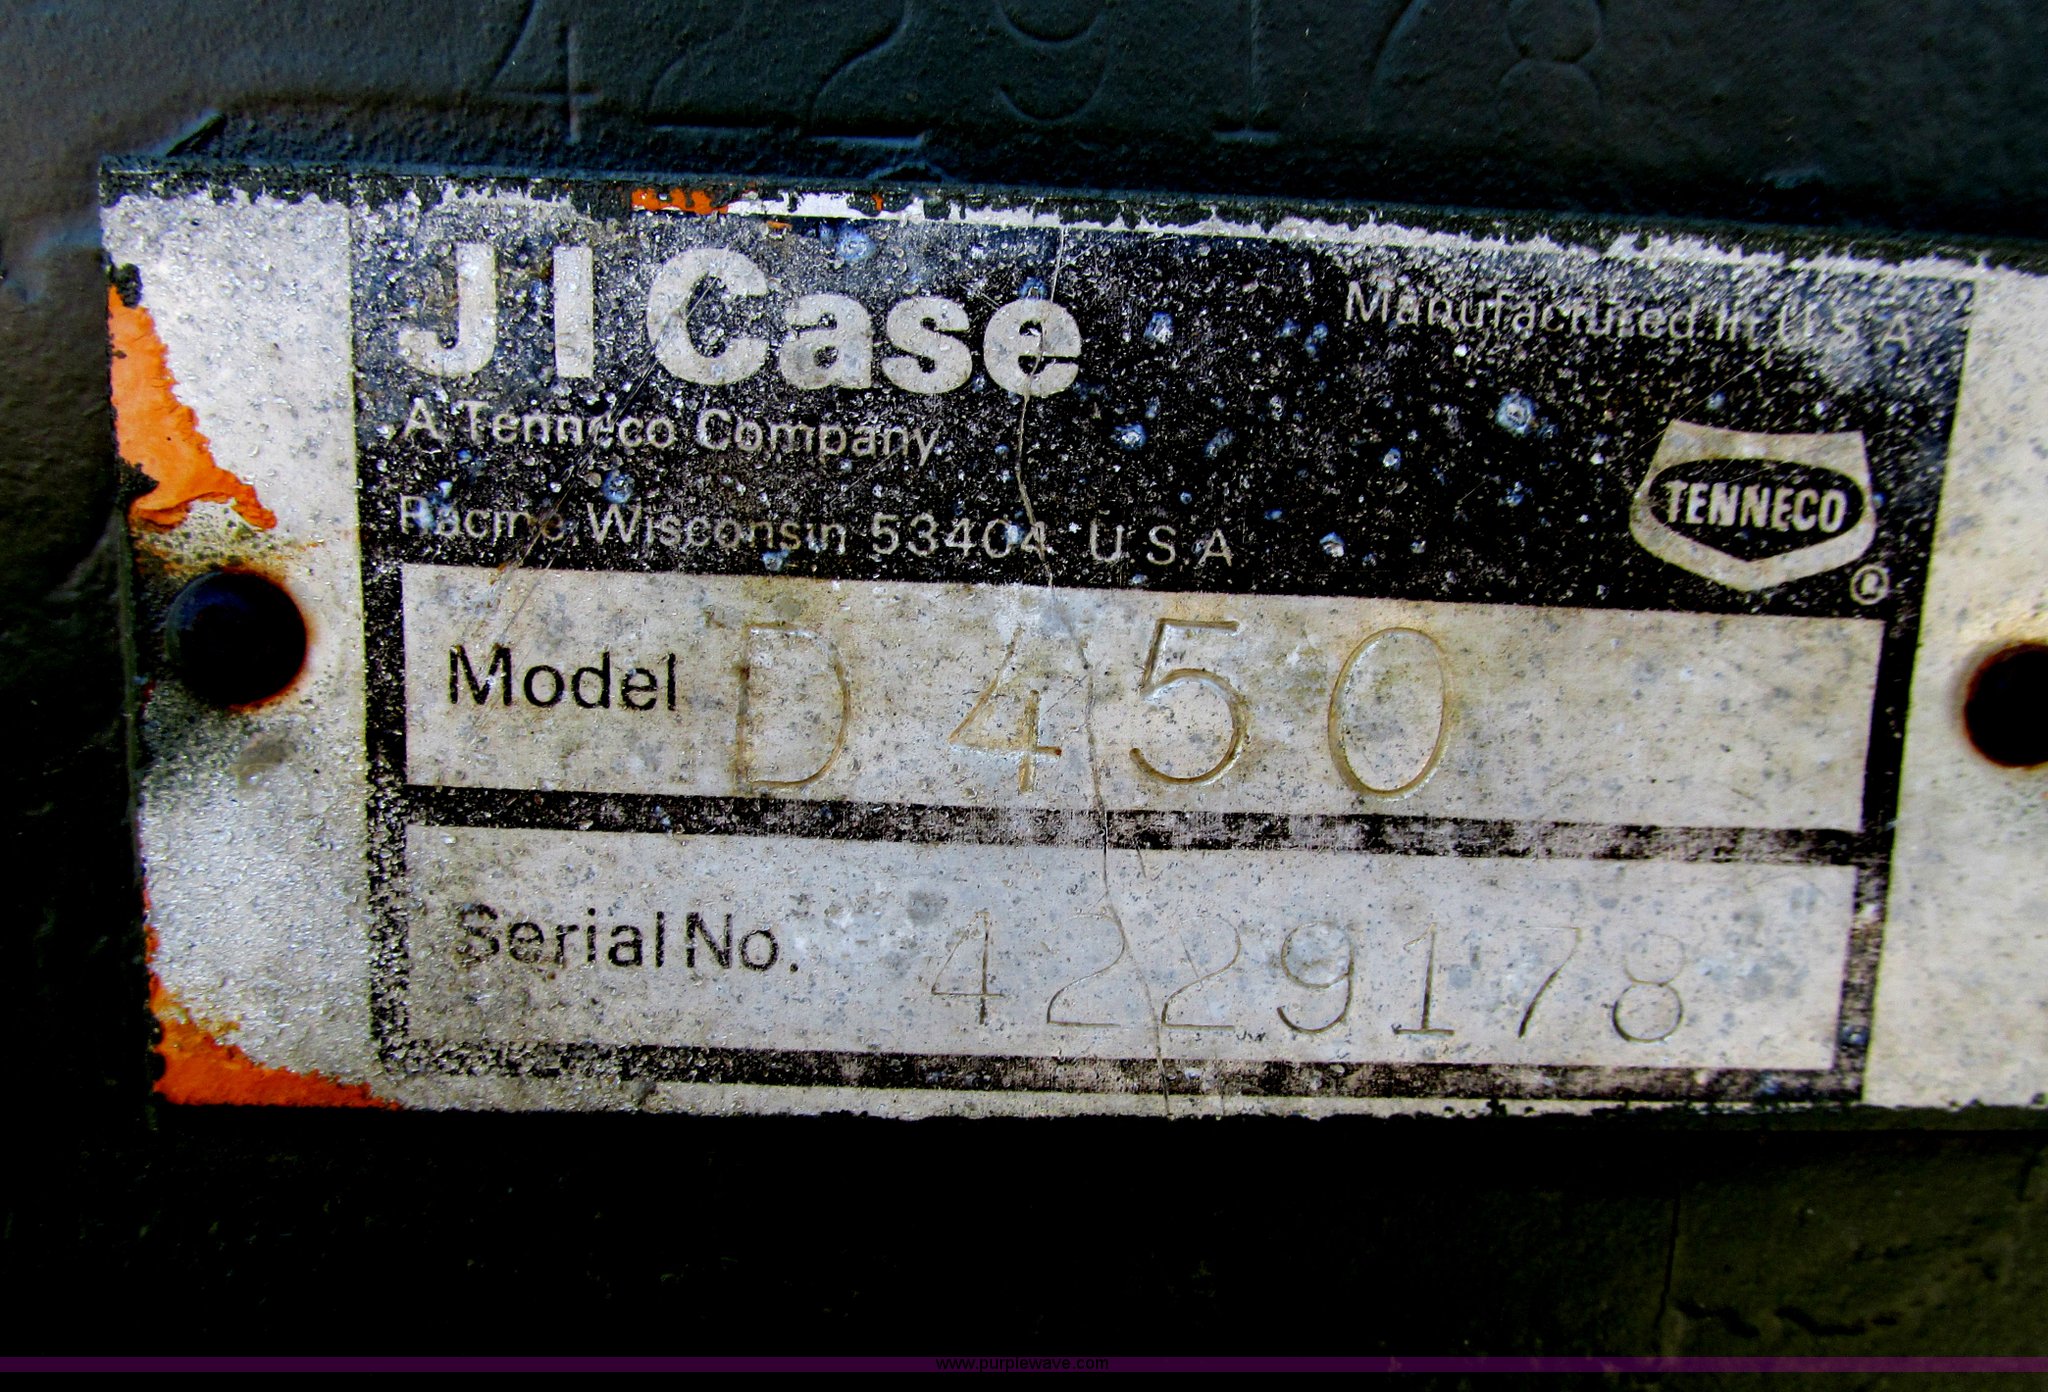 4229178
J I Case
Manufactured In U.S.A
A Tenneco Company
Racine, Wisconsin 53404 U.S.A
TENNECO
®
Model D 450
Serial No. 4229178
www.purplewave.com